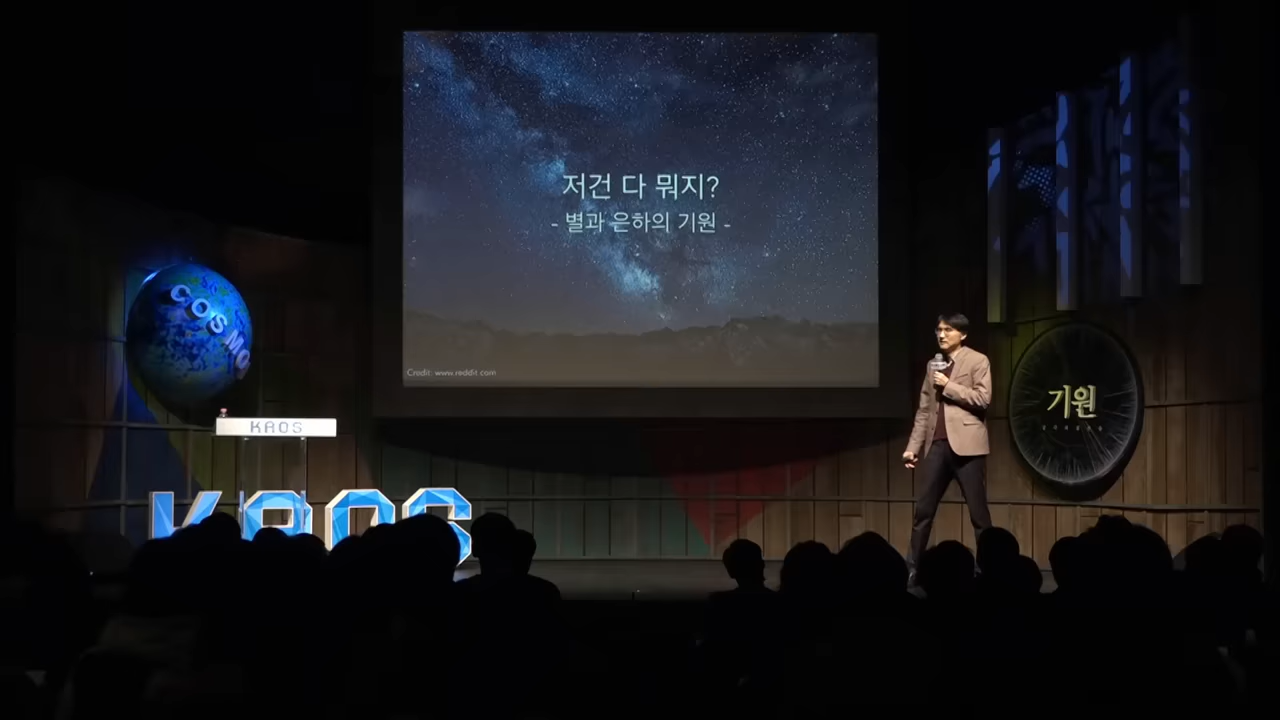 저건 다 뭐지?
- 별과 은하의 기원 -
Credit: www.reddit.com
COSMOS
KAOS
KAOS
기원